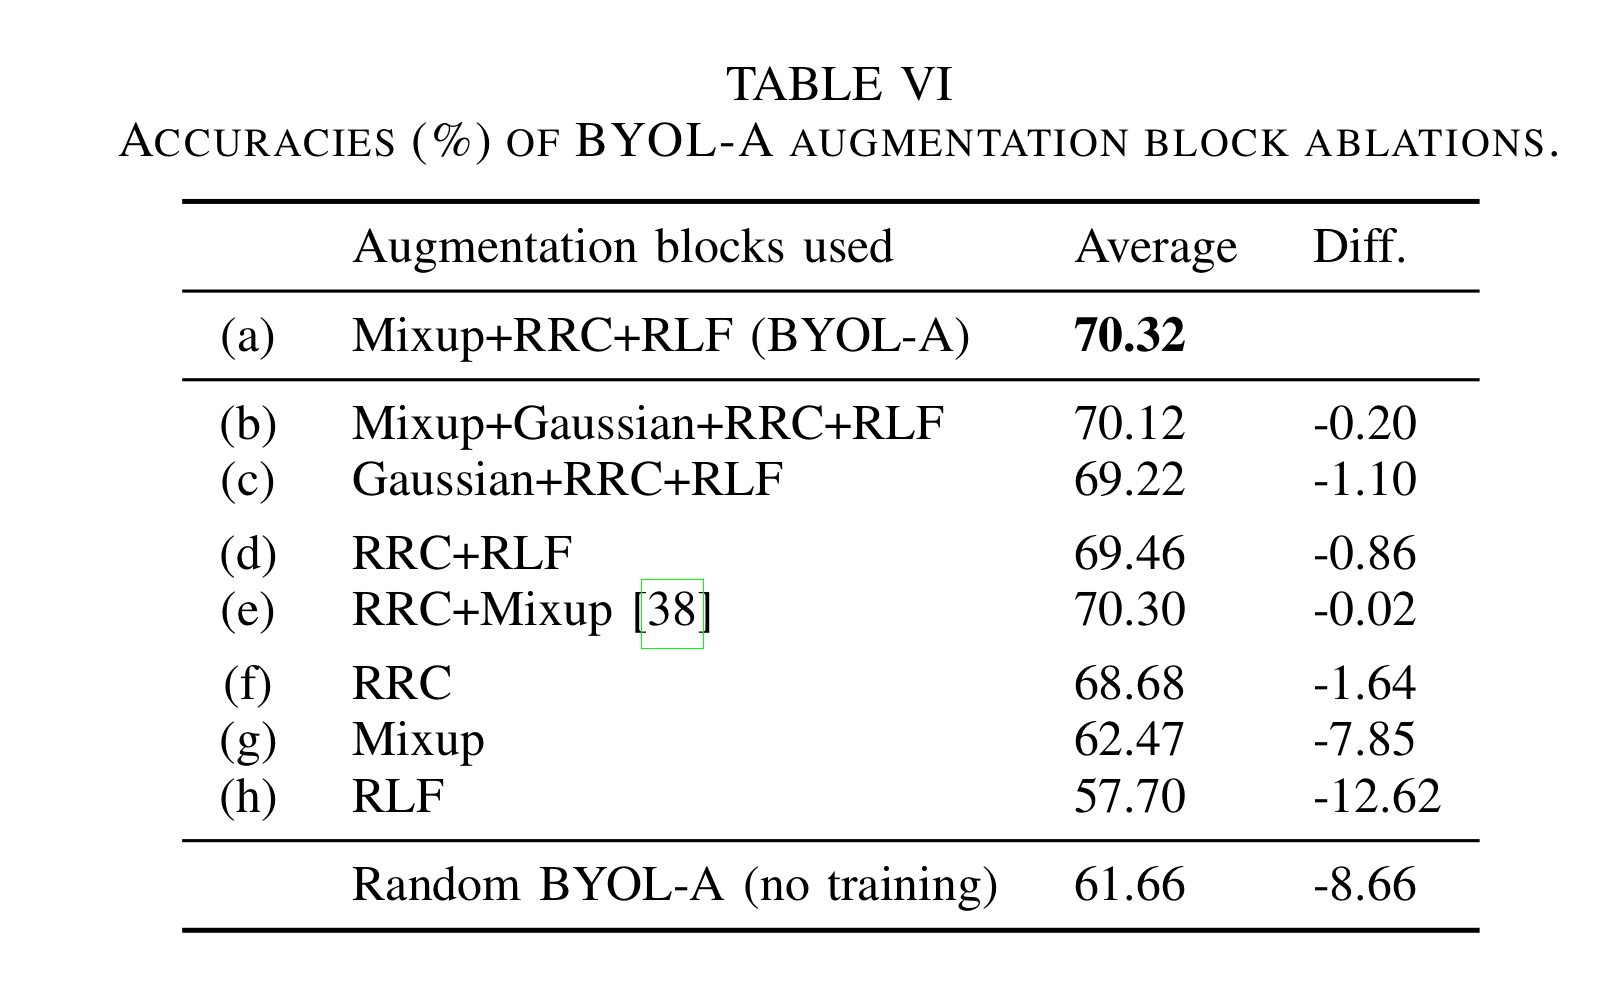 TABLE VI
ACCURACIES (%) OF BYOL-A AUGMENTATION BLOCK ABLATIONS.
Augmentation blocks used Average Diff.
(a) Mixup+RRC+RLF (BYOL-A) 70.32
(b) Mixup+Gaussian+RRC+RLF 70.12 -0.20
(c) Gaussian+RRC+RLF 69.22 -1.10
(d) RRC+RLF 69.46 -0.86
(e) RRC+Mixup [38] 70.30 -0.02
(f) RRC 68.68 -1.64
(g) Mixup 62.47 -7.85
(h) RLF 57.70 -12.62
Random BYOL-A (no training) 61.66 -8.66